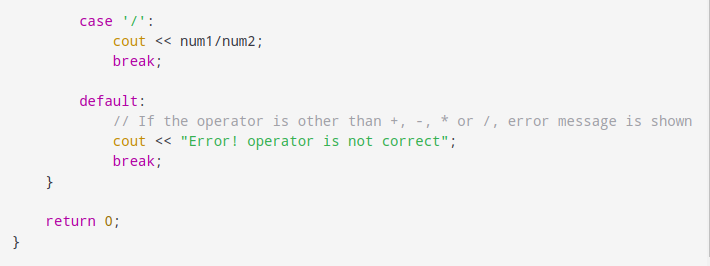 case '/':
cout << num1/num2;
break;
default:
// If the operator is other than +, -, * or /, error message is shown
cout << "Error! operator is not correct";
break;
}
return 0;
}